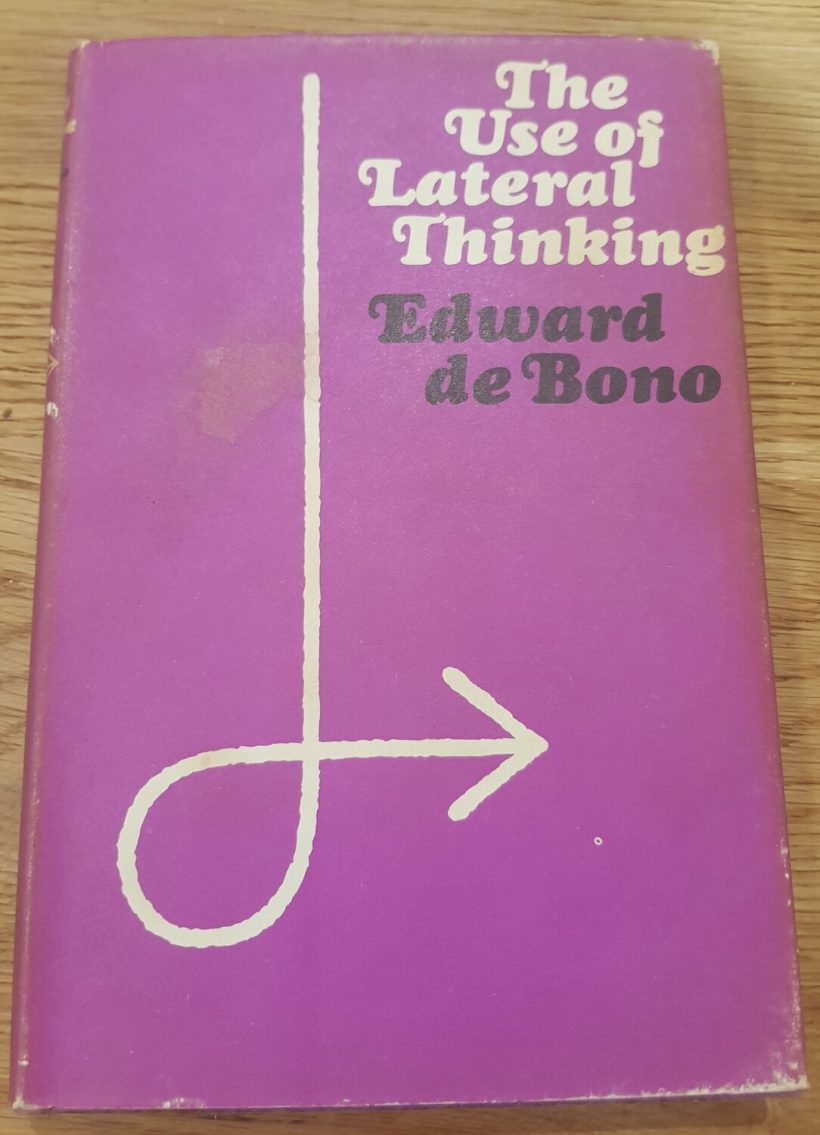 The
Use of
Lateral
Thinking
Edward
de Bono